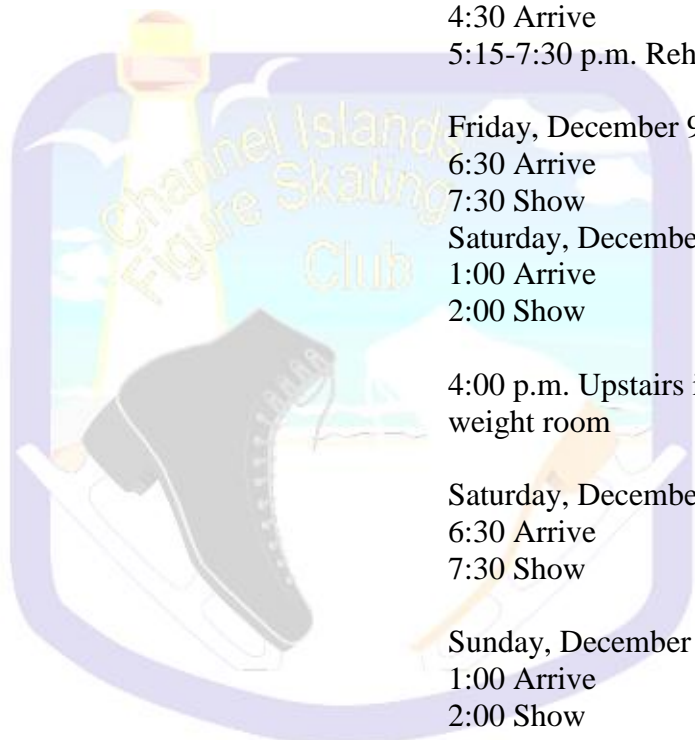 4:30 Arrive
5:15-7:30 p.m. Reh
Friday, December 9
6:30 Arrive
7:30 Show
Saturday, Decembe
1:00 Arrive
2:00 Show
4:00 p.m. Upstairs i
weight room
Saturday, Decembe
6:30 Arrive
7:30 Show
Sunday, December
1:00 Arrive
2:00 Show
Channel Islands
Figure Skating
Club